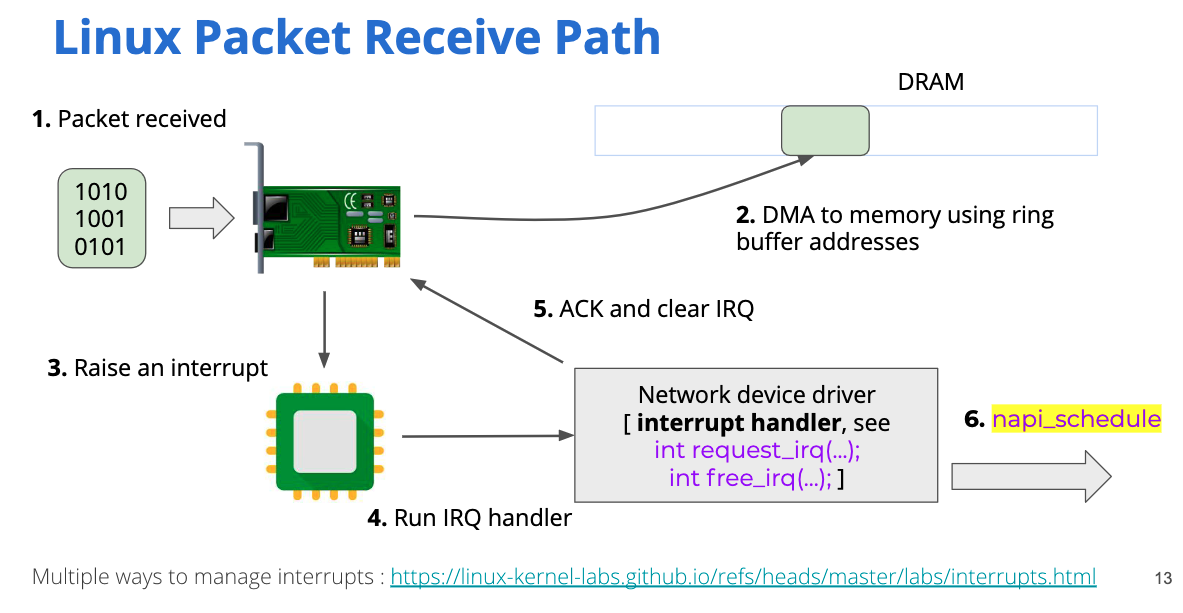 Linux Packet Receive Path
DRAM
1. Packet received
1010
1001
0101
2. DMA to memory using ring
buffer addresses
3. Raise an interrupt
5. ACK and clear IRQ
Network device driver
[ interrupt handler, see
int request_irq(...);
int free_irq(...); ]
6. napi_schedule
4. Run IRQ handler
Multiple ways to manage interrupts : https://linux-kernel-labs.github.io/refs/heads/master/labs/interrupts.html
13